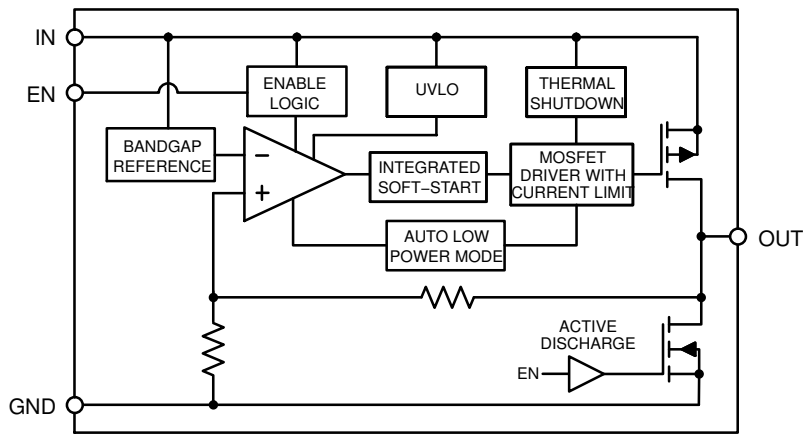 IN
EN
ENABLE
LOGIC
UVLO
THERMAL
SHUTDOWN
BANDGAP
REFERENCE
−
+
INTEGRATED
SOFT−START
MOSFET
DRIVER WITH
CURRENT LIMIT
AUTO LOW
POWER MODE
OUT
ACTIVE
DISCHARGE
EN
GND